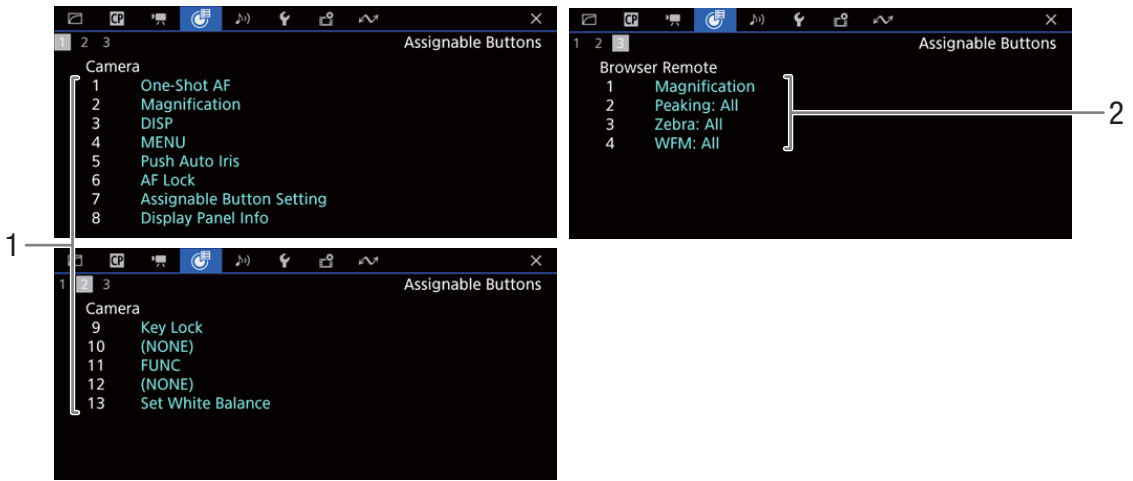 CP
1 2 3 Assignable Buttons
Camera
1 One-Shot AF
2 Magnification
3 DISP
4 MENU
5 Push Auto Iris
6 AF Lock
7 Assignable Button Setting
8 Display Panel Info
1
CP
1 2 3 Assignable Buttons
Camera
9 Key Lock
10 (NONE)
11 FUNC
12 (NONE)
13 Set White Balance
CP
1 2 3 Assignable Buttons
Browser Remote
1 Magnification
2 Peaking: All
3 Zebra: All
4 WFM: All
2